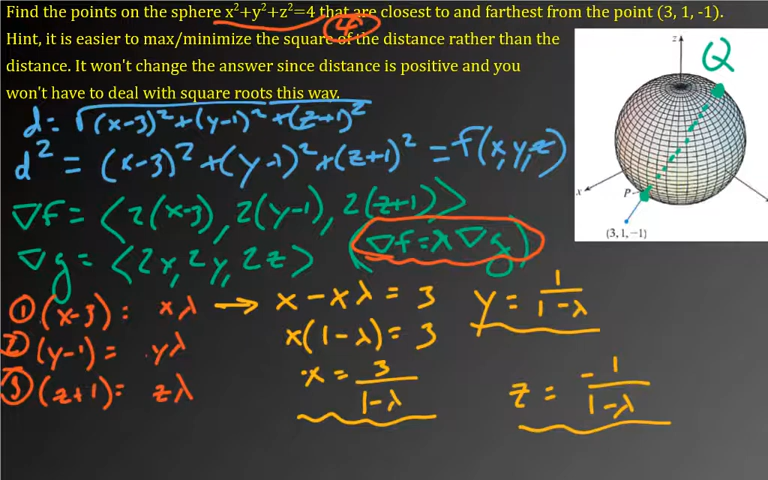 Find the points on the sphere x²+y²+z²=4 that are closest to and farthest from the point (3, 1, -1).
Hint, it is easier to max/minimize the square of the distance rather than the
distance. It won't change the answer since distance is positive and you
won't have to deal with square roots this way.
d = √(x-3)²+(y-1)²+(z+1)²
d² = (x-3)²+(y-1)²+(z+1)² = f(x,y,z)
∇f = ⟨2(x-3), 2(y-1), 2(z+1)⟩
∇g = ⟨2x, 2y, 2z⟩ (∇f = λ∇g)
① (x-3) = xλ → x - xλ = 3
② (y-1) = yλ x(1-λ) = 3
③ (z+1) = zλ x = 3/(1-λ)
y = 1/(1-λ)
z = -1/(1-λ)
z
Q
x
P
(3, 1, −1)